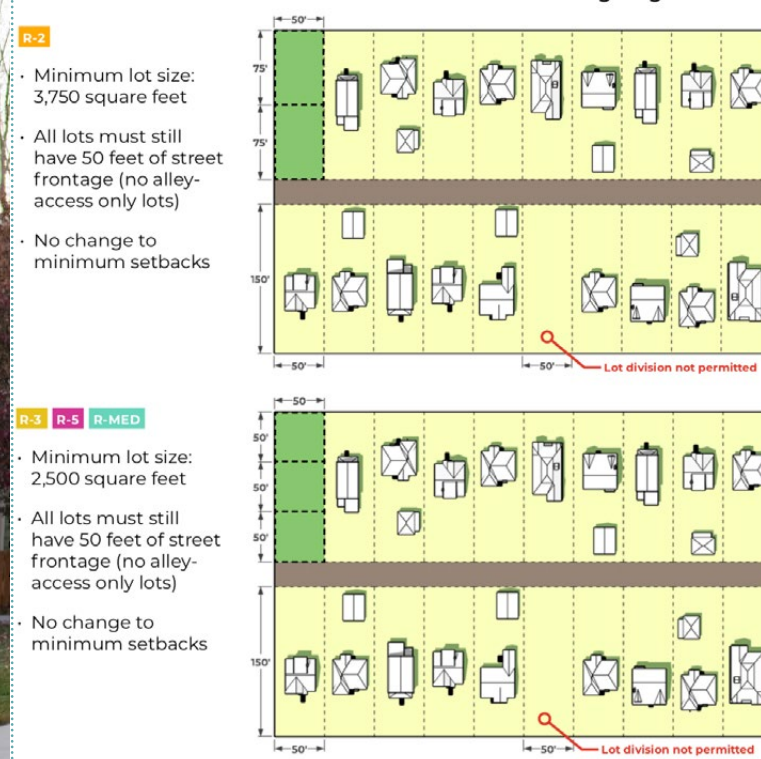 R-2
· Minimum lot size:
3,750 square feet
· All lots must still
have 50 feet of street
frontage (no alley-
access only lots)
· No change to
minimum setbacks
50'
75'
75'
150'
50'
50'
Lot division not permitted
R-3 R-5 R-MED
· Minimum lot size:
2,500 square feet
· All lots must still
have 50 feet of street
frontage (no alley-
access only lots)
· No change to
minimum setbacks
50
50'
50'
50'
150'
50'
50'
Lot division not permitted